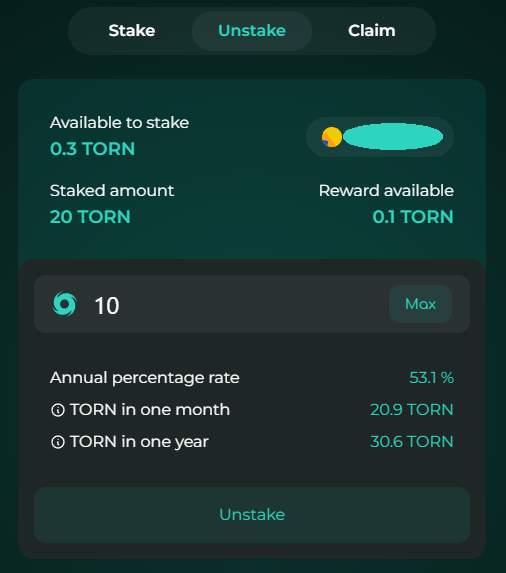 Stake Unstake Claim
Available to stake
0.3 TORN
Staked amount Reward available
20 TORN 0.1 TORN
10 Max
Annual percentage rate 53.1 %
TORN in one month 20.9 TORN
TORN in one year 30.6 TORN
Unstake